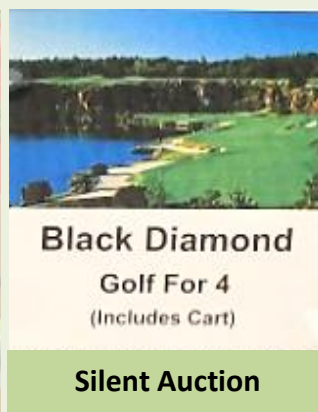 Black Diamond
Golf For 4
(Includes Cart)
Silent Auction